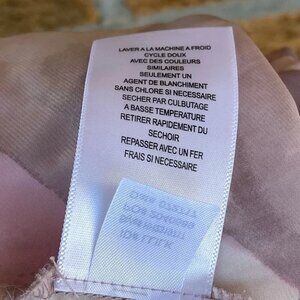 LAVER A LA MACHINE A FROID
CYCLE DOUX
AVEC DES COULEURS
SIMILAIRES
SEULEMENT UN
AGENT DE BLANCHIMENT
SANS CHLORE SI NECESSAIRE
SECHER PAR CULBUTAGE
A BASSE TEMPERATURE
RETIRER RAPIDEMENT DU
SECHOIR
REPASSER AVEC UN FER
FRAIS SI NECESSAIRE